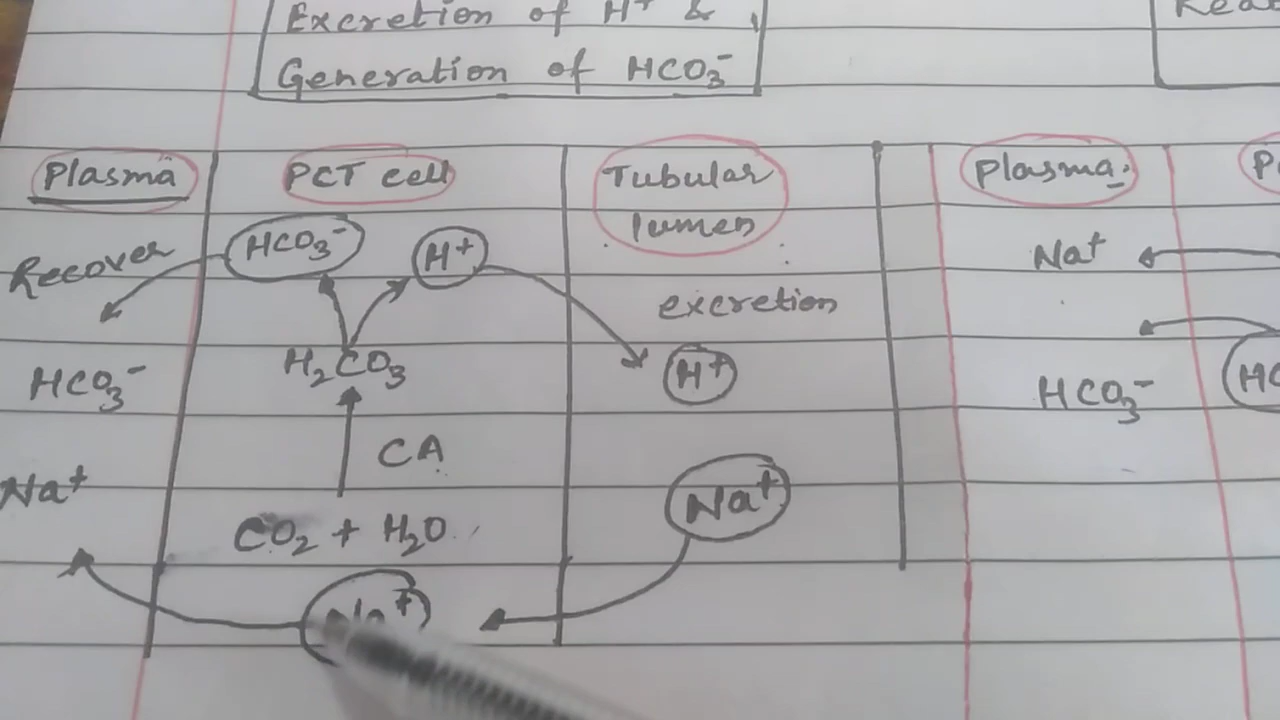 Excretion of H⁺ &
Generation of HCO₃⁻
Plasma
PCT cell
Tubular
lumen
Recover
HCO₃⁻
H⁺
excretion
HCO₃⁻
H₂CO₃
H⁺
CA
Na⁺
Na⁺
CO₂ + H₂O
Na⁺
Plasma
Na⁺
HCO₃⁻